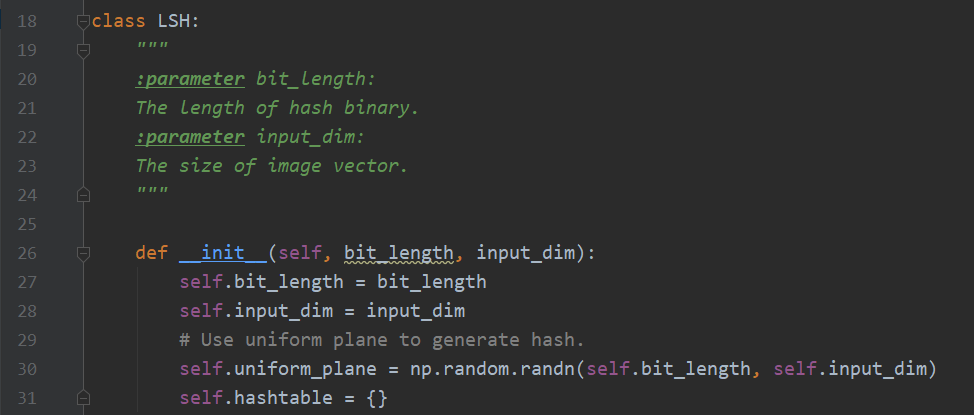 18 class LSH:
19     """
20     :parameter bit_length:
21     The length of hash binary.
22     :parameter input_dim:
23     The size of image vector.
24     """
25
26     def __init__(self, bit_length, input_dim):
27         self.bit_length = bit_length
28         self.input_dim = input_dim
29         # Use uniform plane to generate hash.
30         self.uniform_plane = np.random.randn(self.bit_length, self.input_dim)
31         self.hashtable = {}